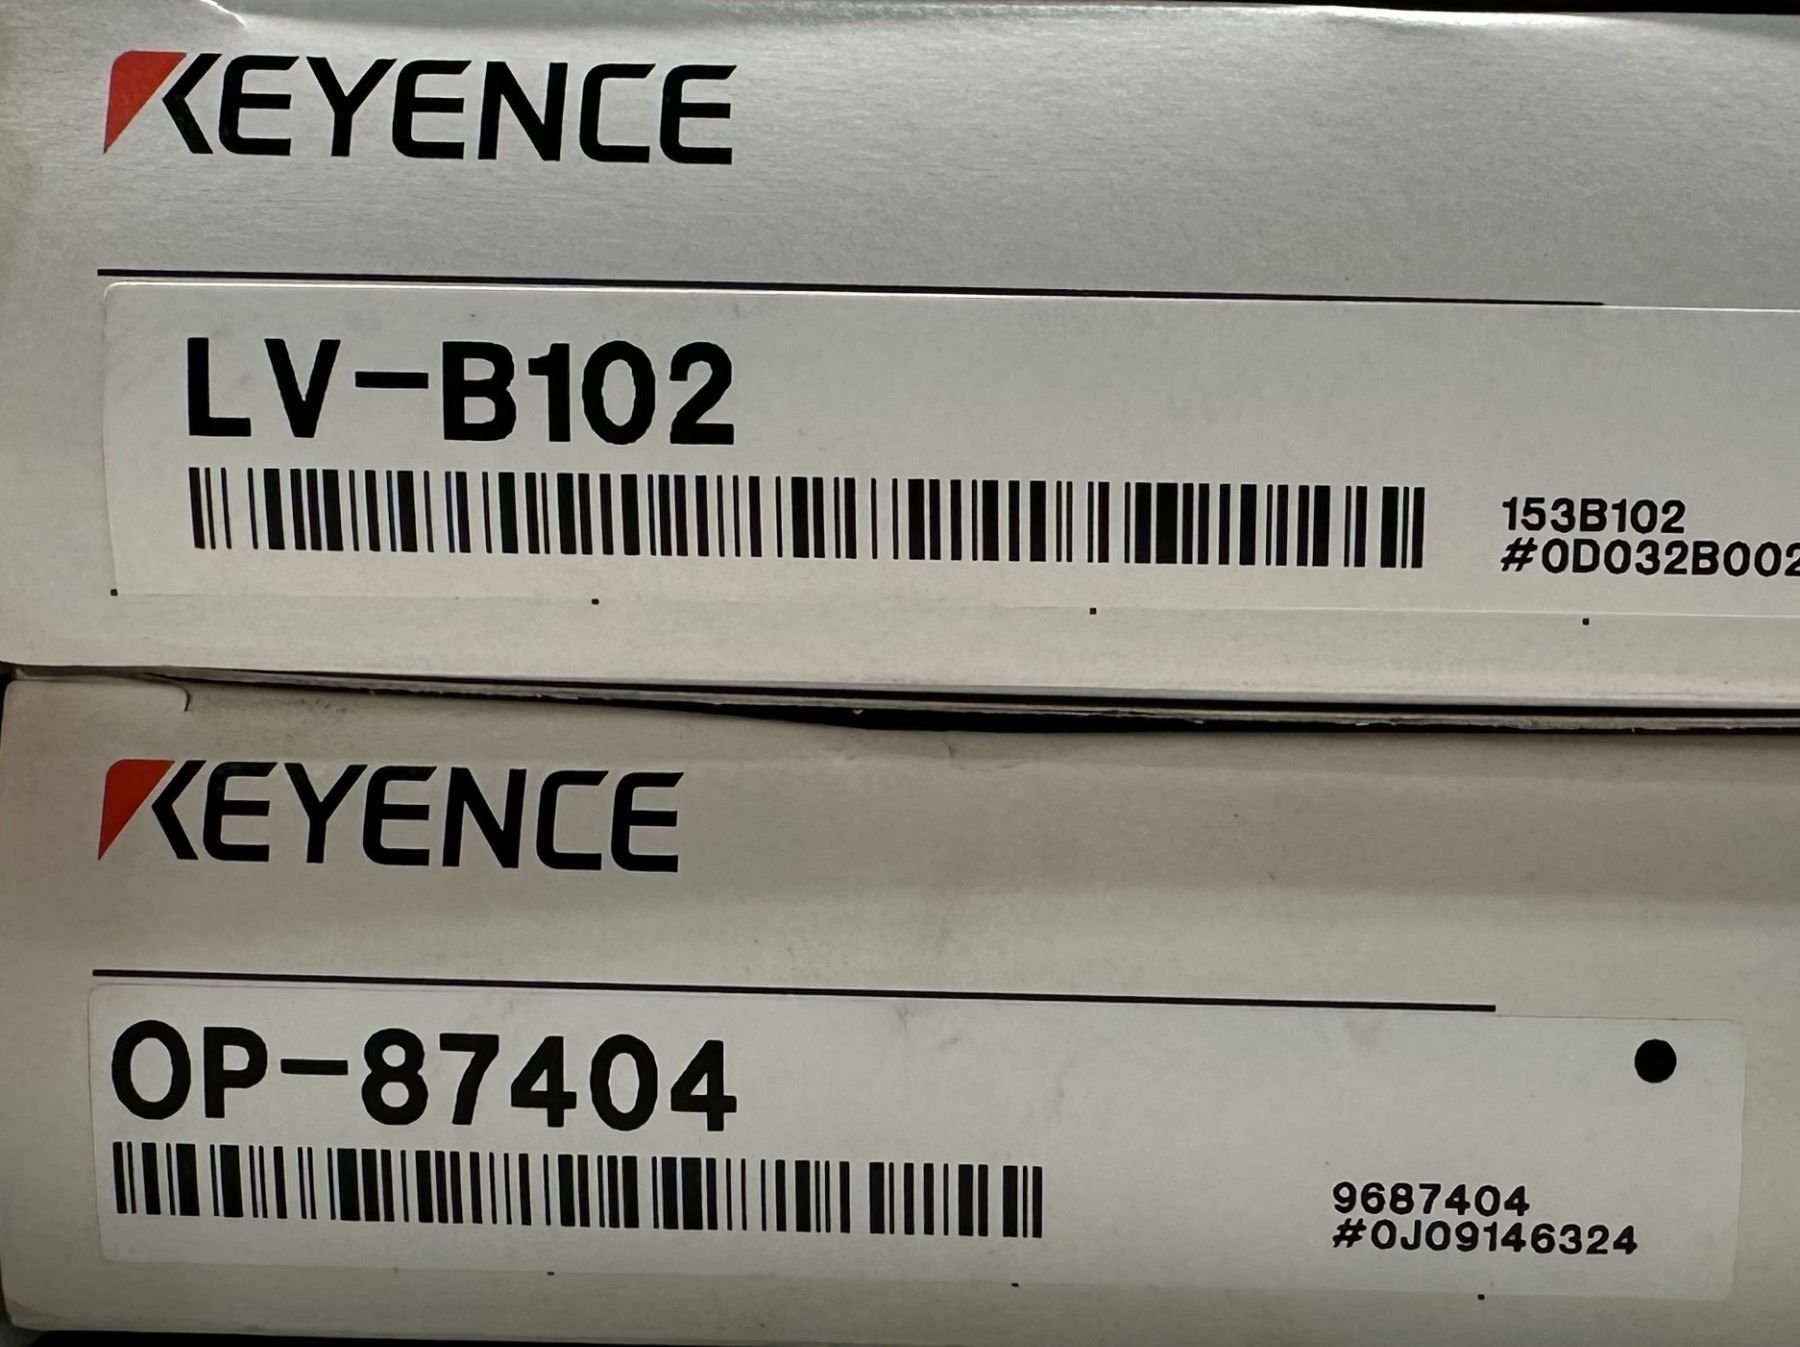 KEYENCE
LV-B102
153B102
#0D032B002
KEYENCE
OP-87404
9687404
#0J09146324